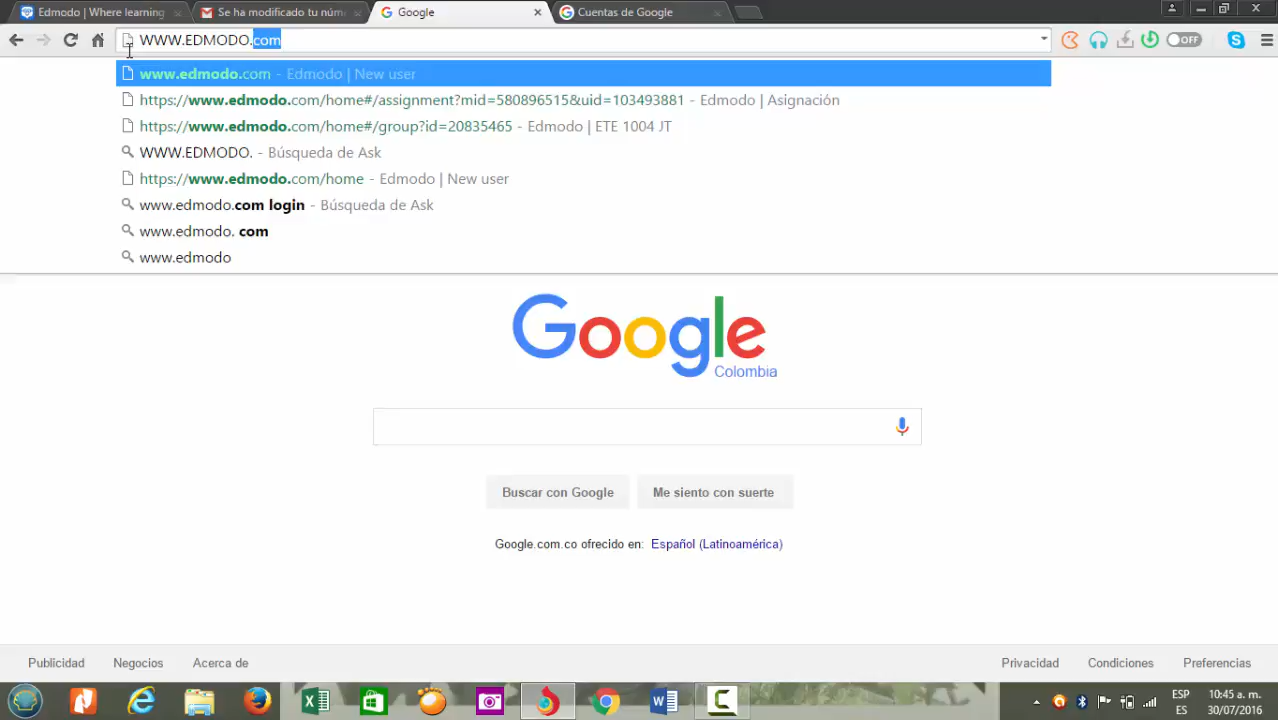 Edmodo | Where learning
Se ha modificado tu núm
Google
Cuentas de Google
WWW.EDMODO.com
OFF
www.edmodo.com - Edmodo | New user
https://www.edmodo.com/home#/assignment?mid=580896515&uid=103493881 - Edmodo | Asignación
https://www.edmodo.com/home#/group?id=20835465 - Edmodo | ETE 1004 JT
WWW.EDMODO. - Búsqueda de Ask
https://www.edmodo.com/home - Edmodo | New user
www.edmodo.com login - Búsqueda de Ask
www.edmodo. com
www.edmodo
Google
Colombia
Buscar con Google
Me siento con suerte
Google.com.co ofrecido en: Español (Latinoamérica)
Publicidad
Negocios
Acerca de
Privacidad
Condiciones
Preferencias
ESP
ES
10:45 a. m.
30/07/2016